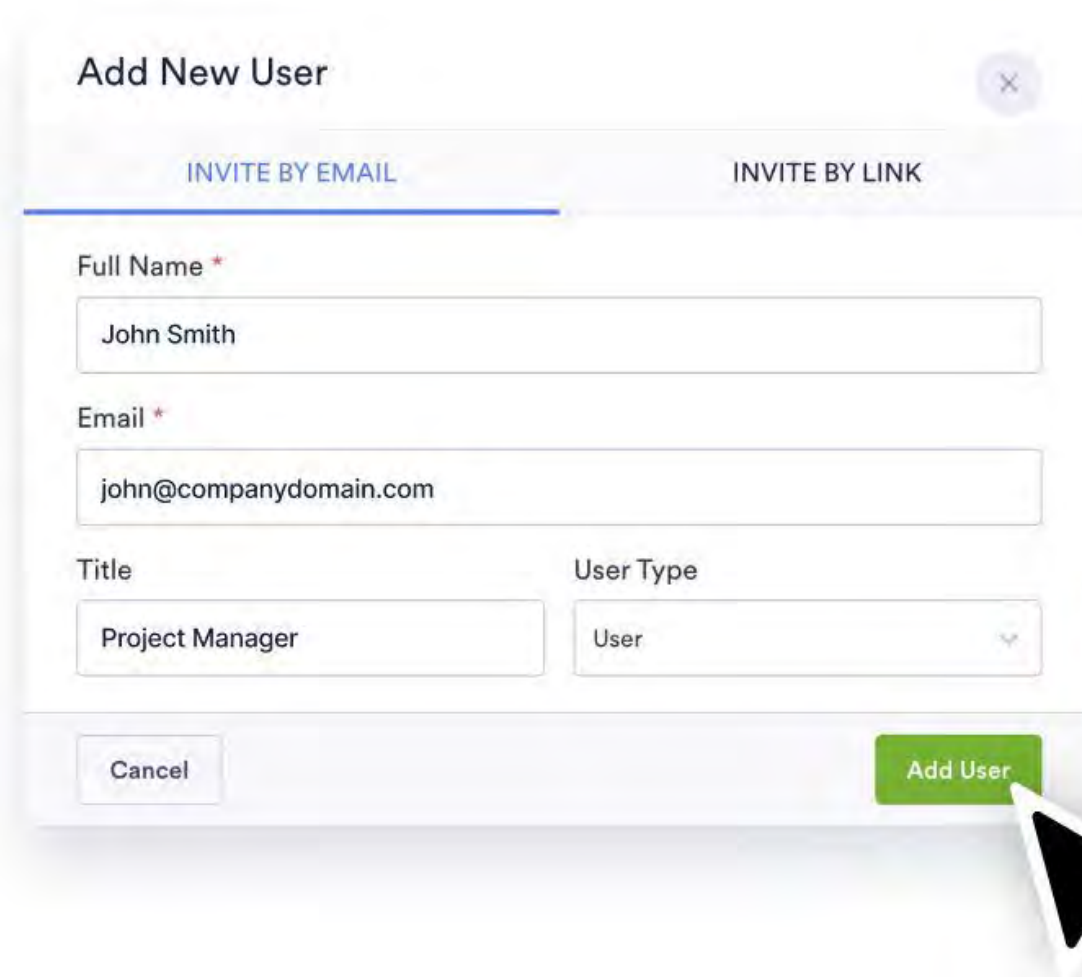 Add New User
INVITE BY EMAIL INVITE BY LINK
Full Name *
John Smith
Email *
john@companydomain.com
Title User Type
Project Manager User
Cancel Add User